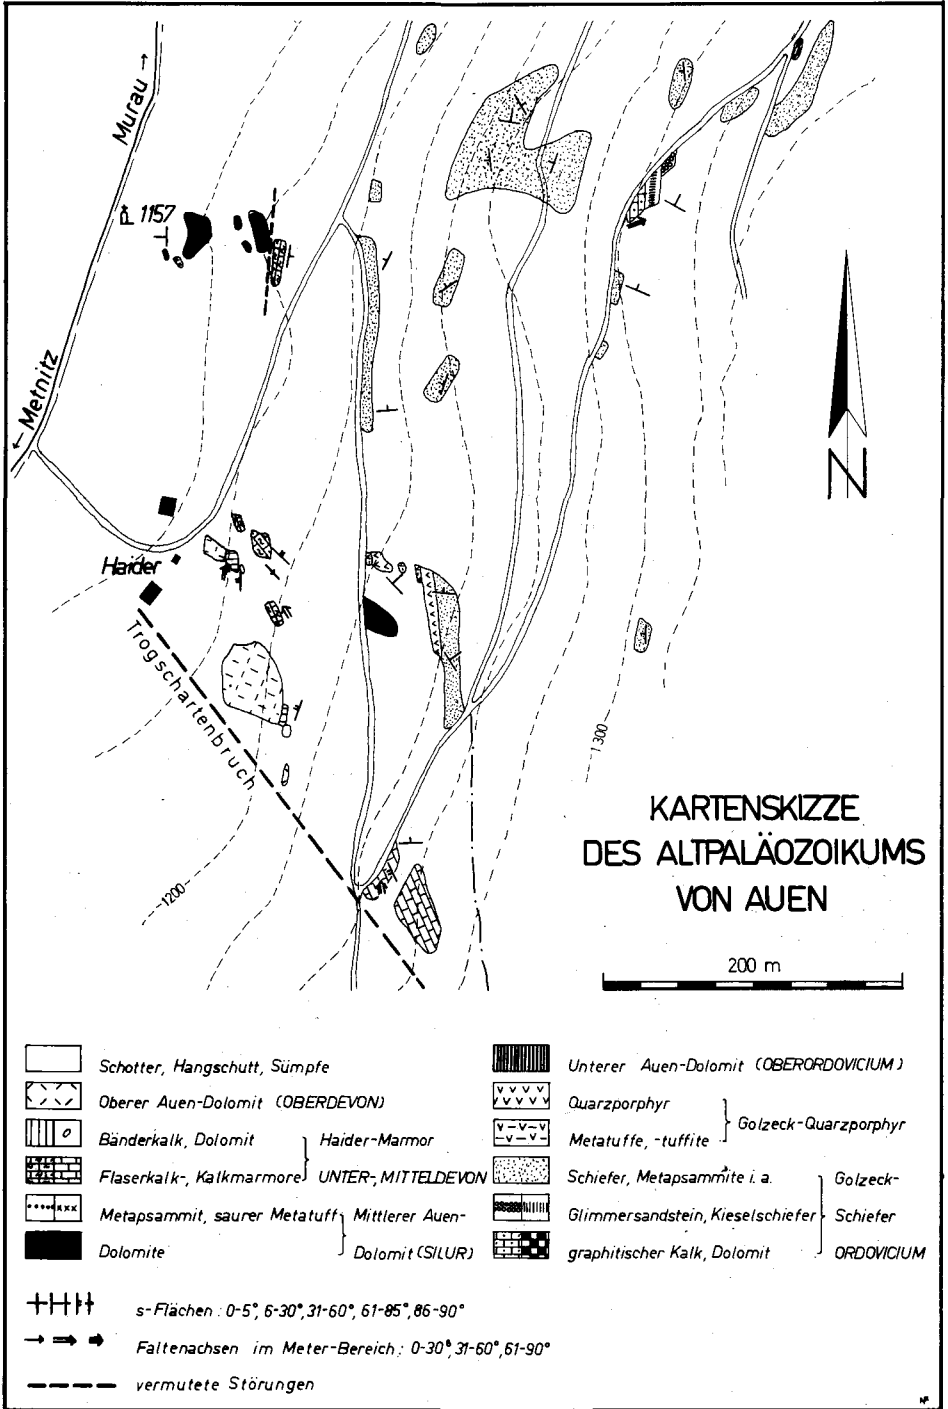 Murau →
1157
← Metnitz
Haider
Trogschartenbruch
1200
1300
N
KARTENSKIZZE
DES ALTPALÄOZOIKUMS
VON AUEN
200 m
Schotter, Hangschutt, Sümpfe
Oberer Auen-Dolomit (OBERDEVON)
Bänderkalk, Dolomit
Haider-Marmor
Flaserkalk-, Kalkmarmore
UNTER-, MITTELDEVON
Metapsammit, saurer Metatuff
Mittlerer Auen-
Dolomite
Dolomit (SILUR)
Unterer Auen-Dolomit (OBERORDOVICIUM)
Quarzporphyr
Golzeck-Quarzporphyr
Metatuffe, -tuffite
Schiefer, Metapsammite i. a.
Golzeck-
Glimmersandstein, Kieselschiefer
Schiefer
graphitischer Kalk, Dolomit
ORDOVICIUM
s-Flächen : 0-5°, 6-30°, 31-60°, 61-85°, 86-90°
Faltenachsen im Meter-Bereich : 0-30°, 31-60°, 61-90°
vermutete Störungen